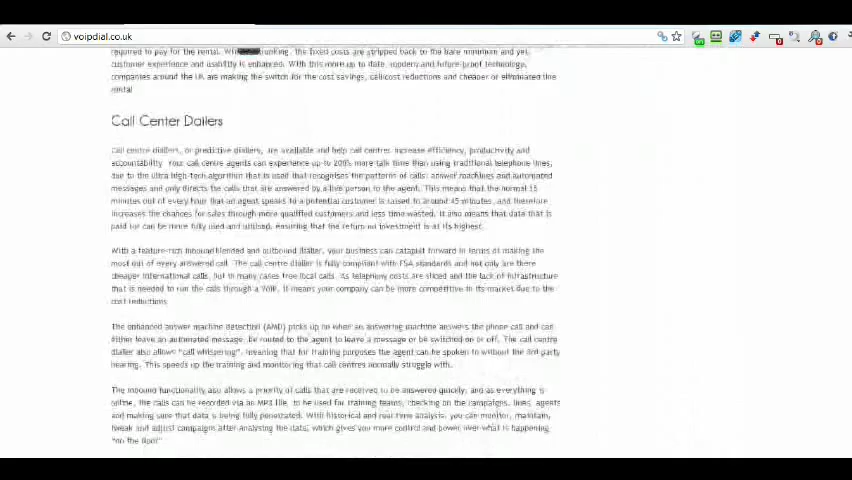 voipdial.co.uk
required to pay for the rental. With trunking, the fixed costs are stripped back to the bare minimum and yet,
customer experience and usability is enhanced. With this more up to date, modern and future-proof technology,
companies around the UK are making the switch for the cost savings, call cost reductions and cheaper or eliminated line
rental
Call Center Dailers
Call centre diallers, or predictive diallers, are available and help call centres increase efficiency, productivity and
accountability. Your call centre agents can experience up to 200% more talk time than using traditional telephone lines,
due to the ultra high-tech algorithm that is used that recognises the patterns of calls; answer machines and automated
messages and only directs the calls that are answered by a live person to the agent. This means that the normal 15
minutes out of every hour that an agent speaks to a potential customer is raised to around 45 minutes, and therefore
increases the chances for sales through more qualified customers and less time wasted. It also means that data that is
paid for can be more fully used and utilised, ensuring that the return on investment is at its highest.
With a feature-rich inbound blended and outbound dialler, your business can catapult forward in terms of making the
most out of every answered call. The call centre dialler is fully compliant with FSA standards and not only are there
cheaper international calls, but in many cases free local calls. As telephony costs are sliced and the lack of infrastructure
that is needed to run the calls through a VOIP, it means your company can be more competitive in its market due to the
cost reductions
The enhanced answer machine detection (AMD) picks up on when an answering machine answers the phone call and can
either leave an automated message, be routed to the agent to leave a message or be switched on or off. The call centre
dialler also allows "call whispering", meaning that for training purposes the agent can be spoken to without the 3rd party
hearing. This speeds up the training and monitoring that call centres normally struggle with.
The inbound functionality also allows a priority of calls that are received to be answered quickly, and as everything is
online, the calls can be recorded via an MP3 file, to be used for training teams, checking on the campaigns, lines, agents
and making sure that data is being fully penetrated. With historical and real time analysis, you can monitor, maintain,
tweak and adjust campaigns after analysing the data, which gives you more control and power over what is happening
"on the floor"